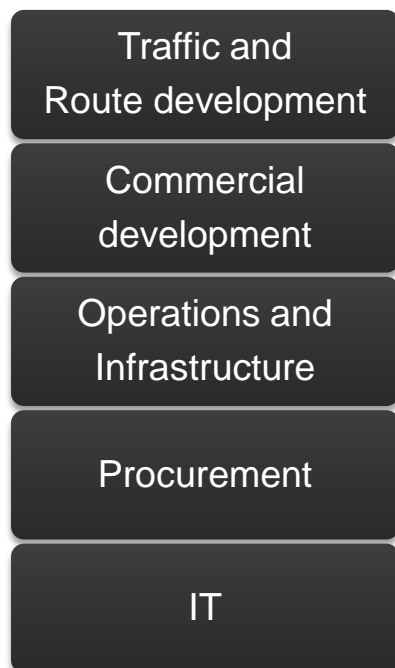 Traffic and
Route development
Commercial
development
Operations and
Infrastructure
Procurement
IT